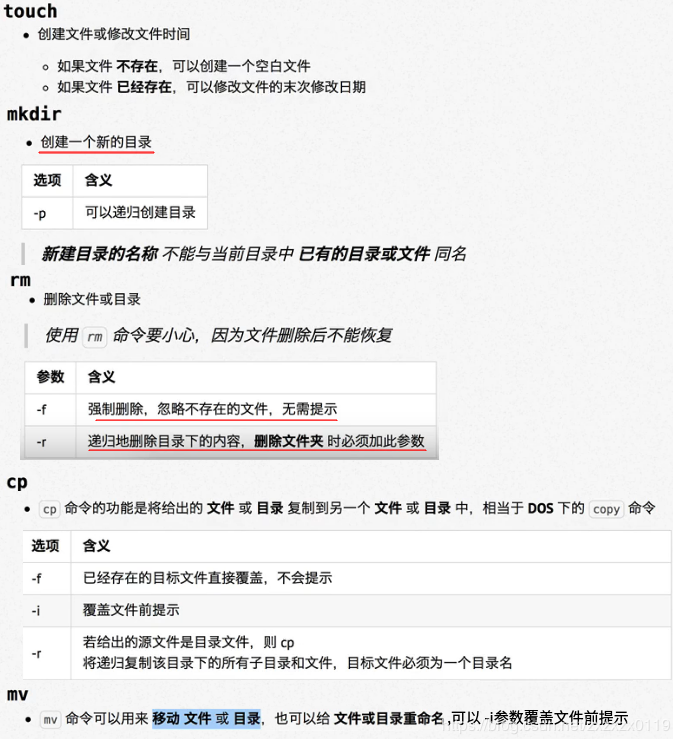 touch
创建文件或修改文件时间
如果文件 不存在，可以创建一个空白文件
如果文件 已经存在，可以修改文件的末次修改日期
mkdir
创建一个新的目录
选项 含义
-p 可以递归创建目录
新建目录的名称 不能与当前目录中 已有的目录或文件 同名
rm
删除文件或目录
使用 rm 命令要小心，因为文件删除后不能恢复
参数 含义
-f 强制删除，忽略不存在的文件，无需提示
-r 递归地删除目录下的内容，删除文件夹 时必须加此参数
cp
cp 命令的功能是将给出的 文件 或 目录 复制到另一个 文件 或 目录 中，相当于 DOS 下的 copy 命令
选项 含义
-f 已经存在的目标文件直接覆盖，不会提示
-i 覆盖文件前提示
-r 若给出的源文件是目录文件，则 cp
将递归复制该目录下的所有子目录和文件，目标文件必须为一个目录名
mv
mv 命令可以用来 移动 文件 或 目录，也可以给 文件或目录重命名 ,可以 -i参数覆盖文件前提示